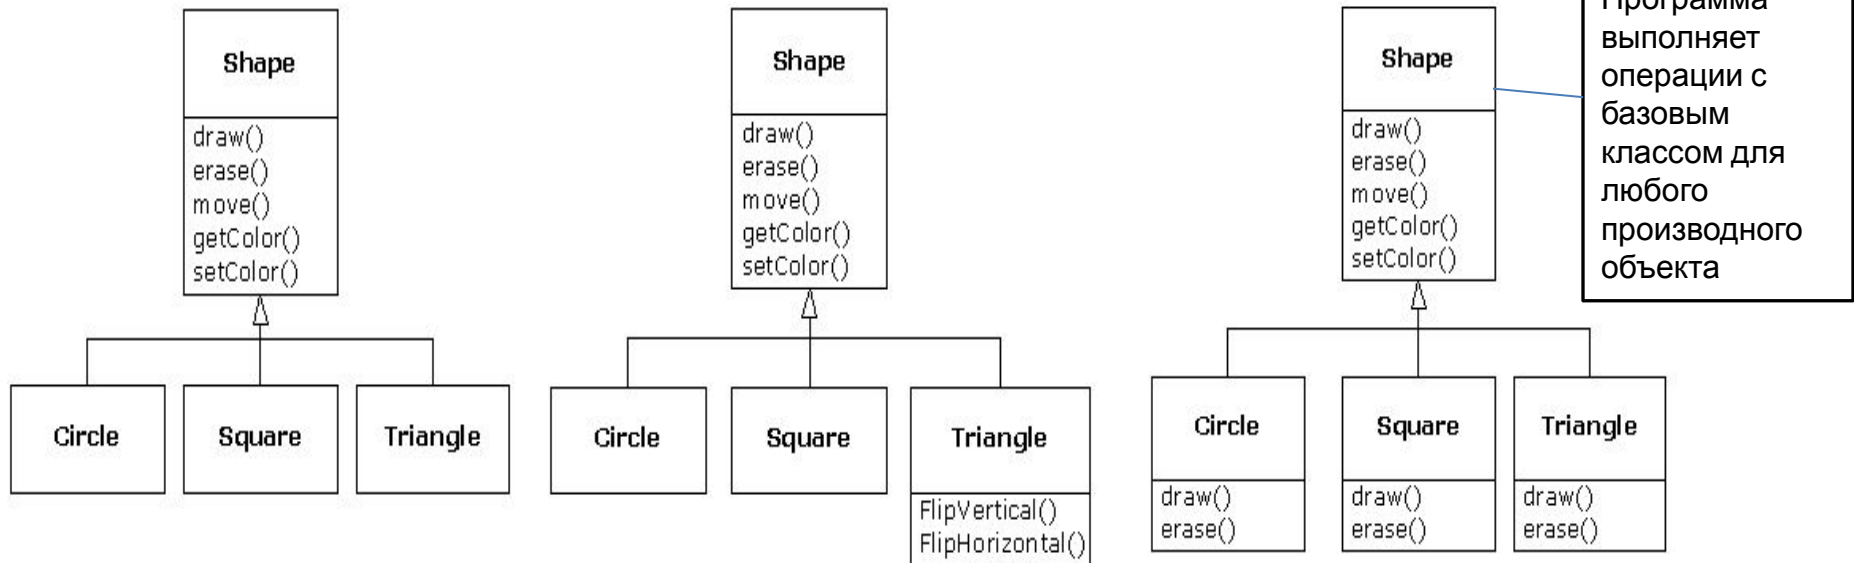 Shape
draw()
erase()
move()
getColor()
setColor()
Circle
Square
Triangle
Shape
draw()
erase()
move()
getColor()
setColor()
Circle
Square
Triangle
FlipVertical()
FlipHorizontal()
Shape
draw()
erase()
move()
getColor()
setColor()
Circle
draw()
erase()
Square
draw()
erase()
Triangle
draw()
erase()
Программа
выполняет
операции с
базовым
классом для
любого
производного
объекта